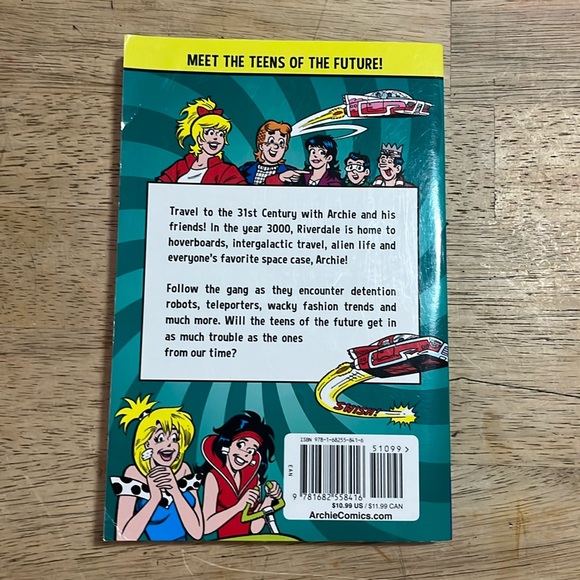 MEET THE TEENS OF THE FUTURE!
Travel to the 31st Century with Archie and his
friends! In the year 3000, Riverdale is home to
hoverboards, intergalactic travel, alien life and
everyone's favorite space case, Archie!
Follow the gang as they encounter detention
robots, teleporters, wacky fashion trends and
much more. Will the teens of the future get in
as much trouble as the ones
from our time?
SWISH!
ISBN 978-1-68255-841-6
51099>
EAN
9 781682 558416
$10.99 US / $11.99 CAN
ArchieComics.com